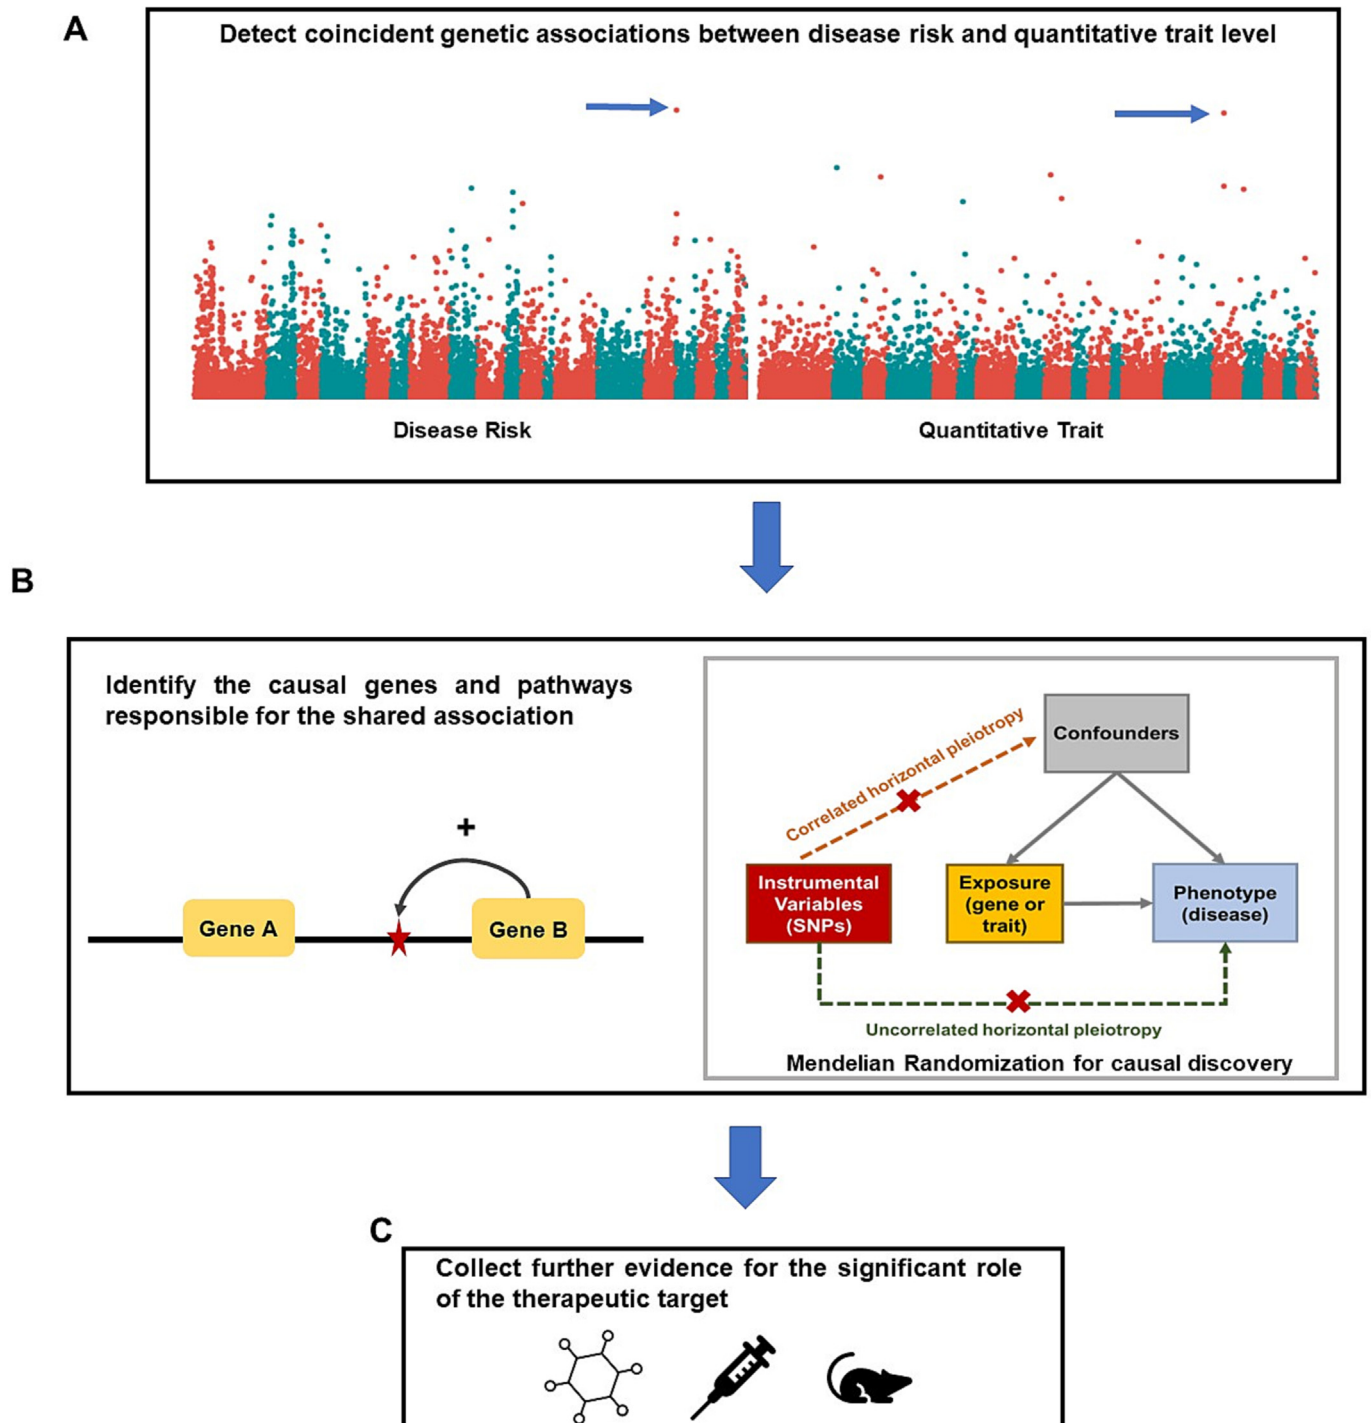 A
Detect coincident genetic associations between disease risk and quantitative trait level
Disease Risk
Quantitative Trait
B
Identify the causal genes and pathways
responsible for the shared association
+
Gene A
Gene B
Correlated horizontal pleiotropy
Confounders
Instrumental
Variables
(SNPs)
Exposure
(gene or
trait)
Phenotype
(disease)
Uncorrelated horizontal pleiotropy
Mendelian Randomization for causal discovery
C
Collect further evidence for the significant role
of the therapeutic target